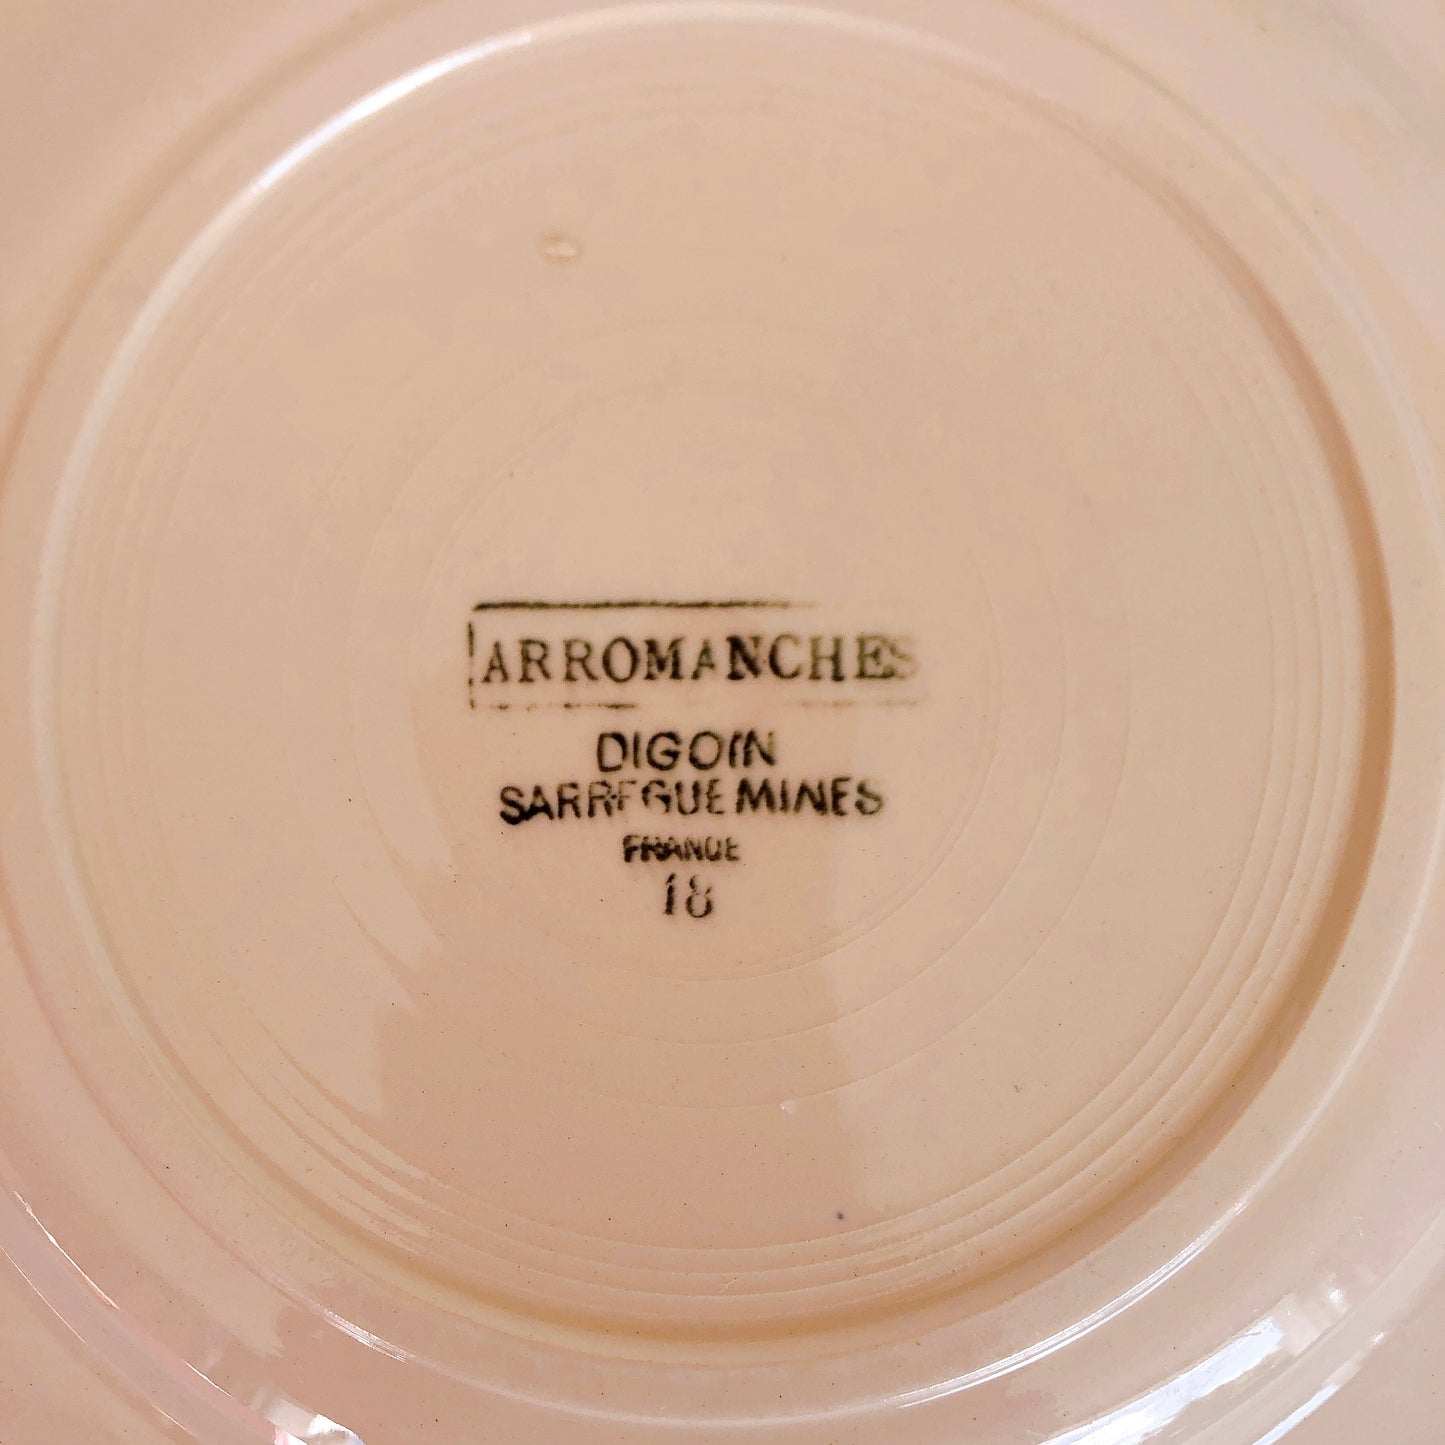 ARROMANCHES
DIGOIN
SARREGUEMINES
FRANCE
18